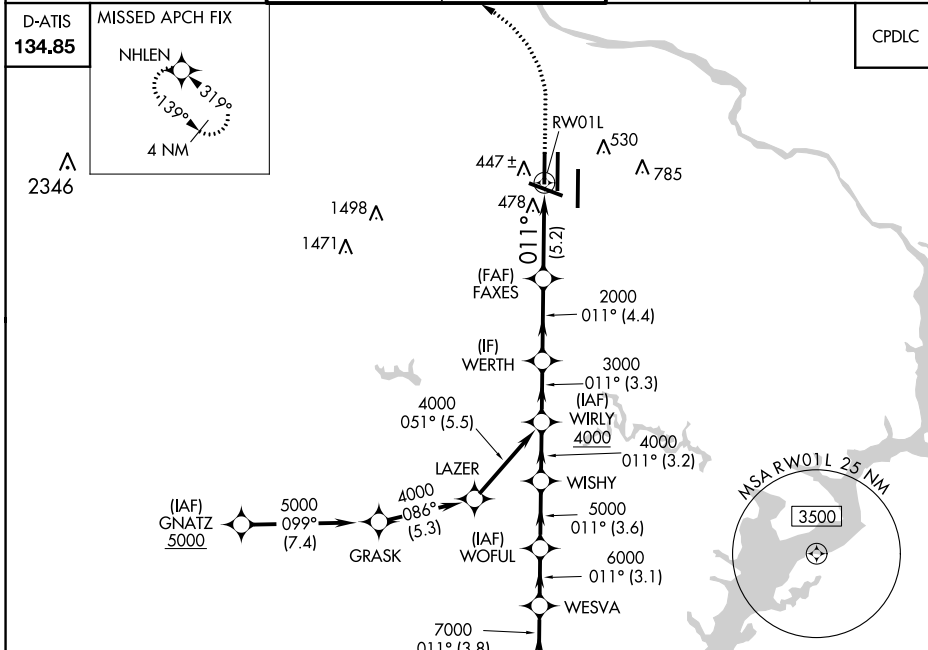 D-ATIS
134.85
MISSED APCH FIX
NHLEN
319°
139°
4 NM
CPDLC
2346
RW01L
530
447 ±
785
478
1498
1471
011°
(5.2)
(FAF)
FAXES
2000
011° (4.4)
(IF)
WERTH
3000
011° (3.3)
(IAF)
WIRLY
4000
4000
051° (5.5)
4000
011° (3.2)
LAZER
WISHY
(IAF)
GNATZ
5000
5000
099°
(7.4)
GRASK
4000
086°
(5.3)
5000
011° (3.6)
(IAF)
WOFUL
6000
011° (3.1)
WESVA
7000
011° (3.8)
MSA RW01L 25 NM
3500